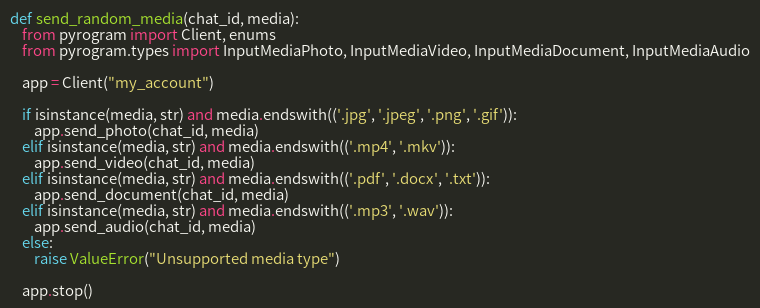 def send_random_media(chat_id, media):
    from pyrogram import Client, enums
    from pyrogram.types import InputMediaPhoto, InputMediaVideo, InputMediaDocument, InputMediaAudio
    app = Client("my_account")
    if isinstance(media, str) and media.endswith(('.jpg', '.jpeg', '.png', '.gif')):
        app.send_photo(chat_id, media)
    elif isinstance(media, str) and media.endswith(('.mp4', '.mkv')):
        app.send_video(chat_id, media)
    elif isinstance(media, str) and media.endswith(('.pdf', '.docx', '.txt')):
        app.send_document(chat_id, media)
    elif isinstance(media, str) and media.endswith(('.mp3', '.wav')):
        app.send_audio(chat_id, media)
    else:
        raise ValueError("Unsupported media type")
    app.stop()